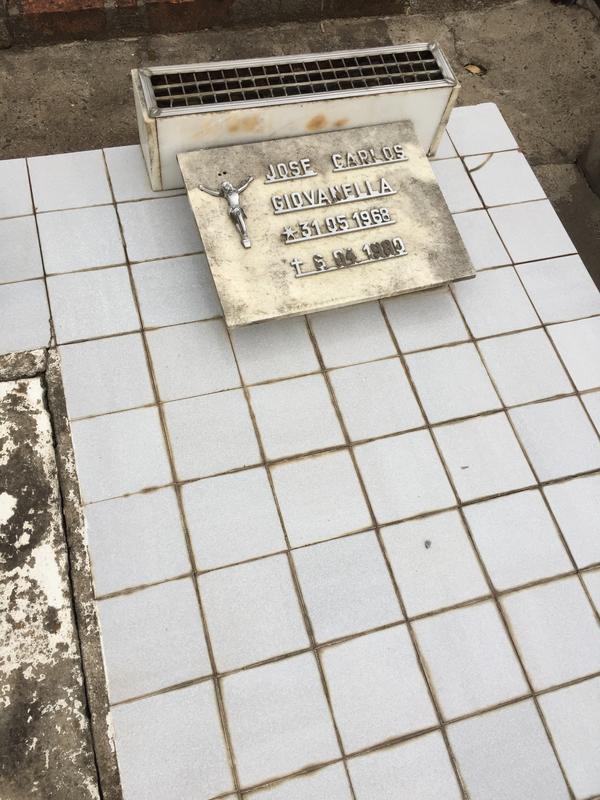 JOSE CARLOS
GIOVANELLA
★31 05 1968
✝ 6 04 1980